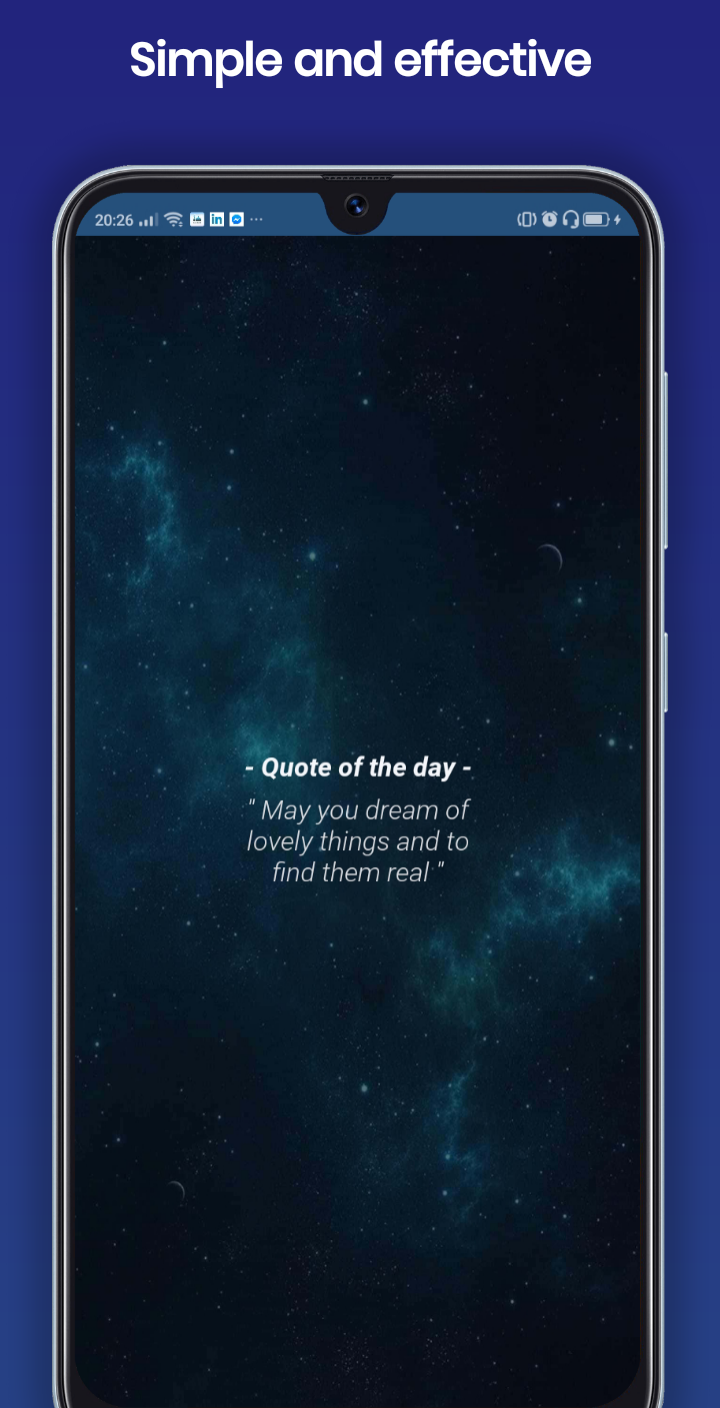 Simple and effective
20:26 in ...
- Quote of the day -
" May you dream of
lovely things and to
find them real "